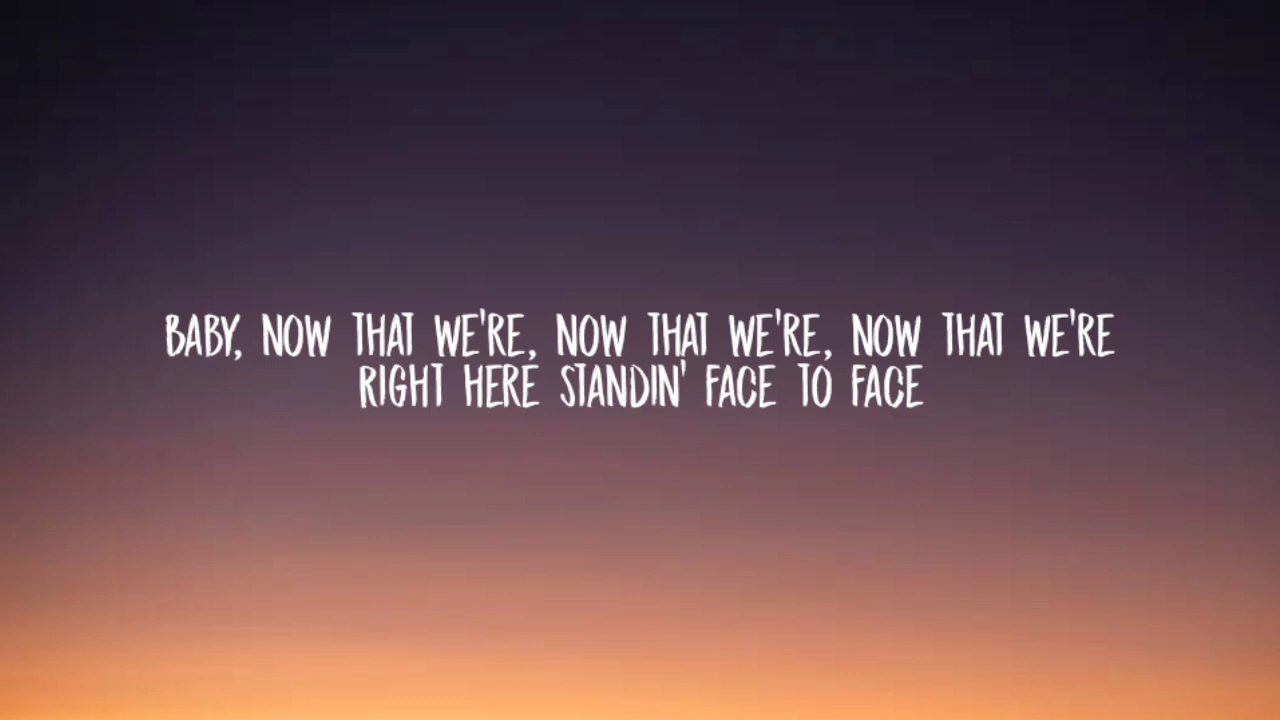 BABY, NOW THAT WE'RE, NOW THAT WE'RE, NOW THAT WE'RE
RIGHT HERE STANDIN' FACE TO FACE